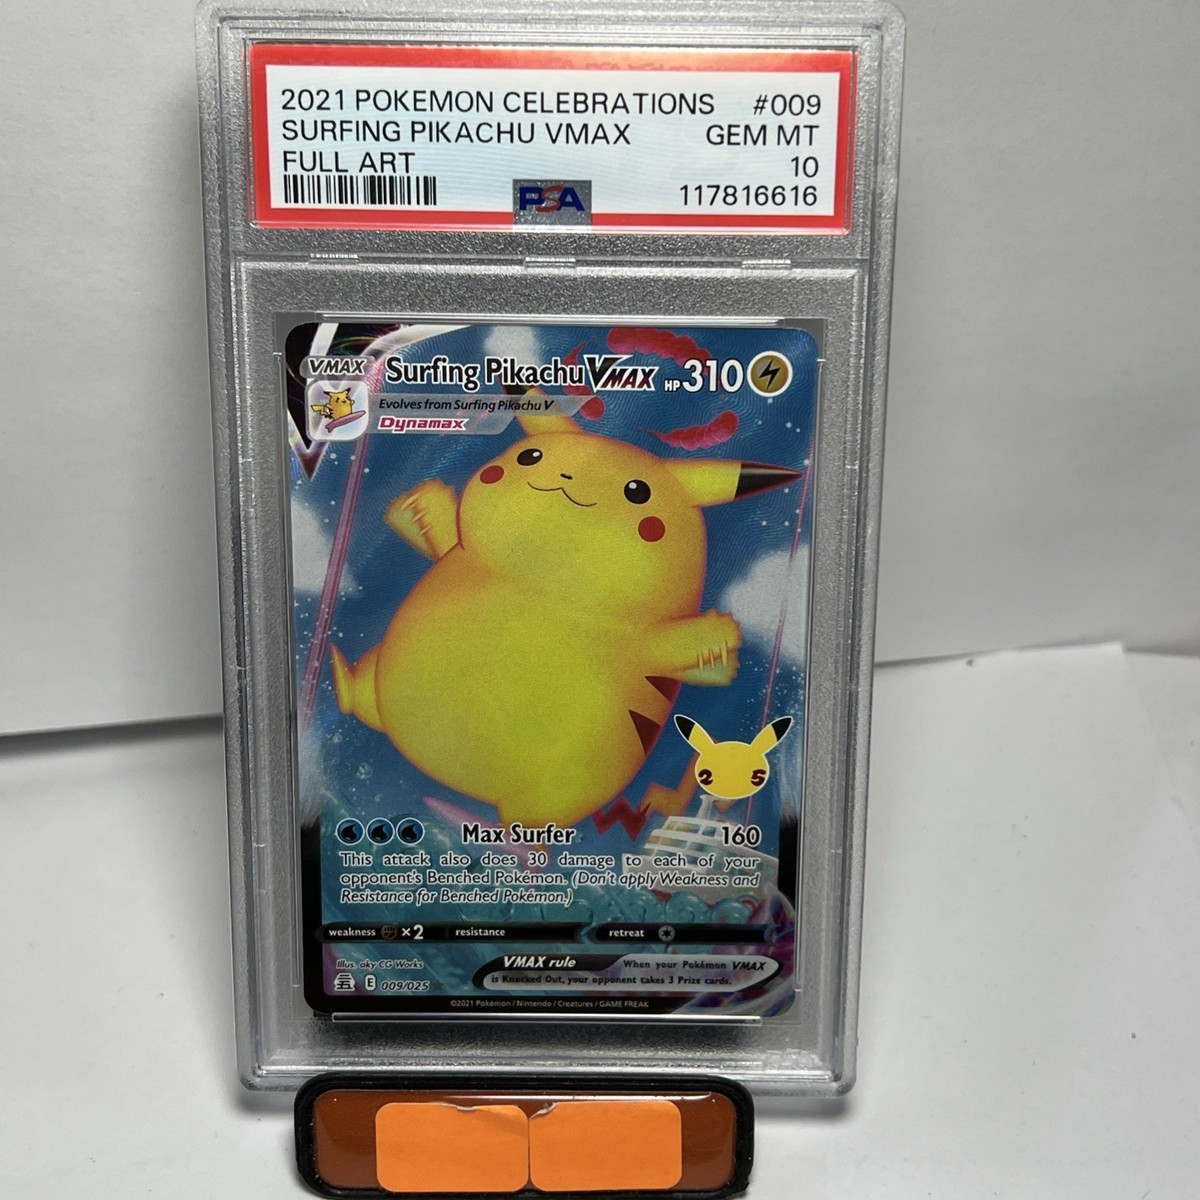 2021 POKEMON CELEBRATIONS #009
SURFING PIKACHU VMAX GEM MT
FULL ART 10
PSA 117816616
VMAX Surfing Pikachu VMAX HP 310
Evolves from Surfing Pikachu V
Dynamax
25
Max Surfer 160
This attack also does 30 damage to each of your
opponent's Benched Pokémon. (Don't apply Weakness and
Resistance for Benched Pokémon.)
weakness ×2 resistance retreat
Illus. aky CG Works
VMAX rule When your Pokémon VMAX
is Knocked Out, your opponent takes 3 Prize cards.
E 009/025
©2021 Pokémon / Nintendo / Creatures / GAME FREAK